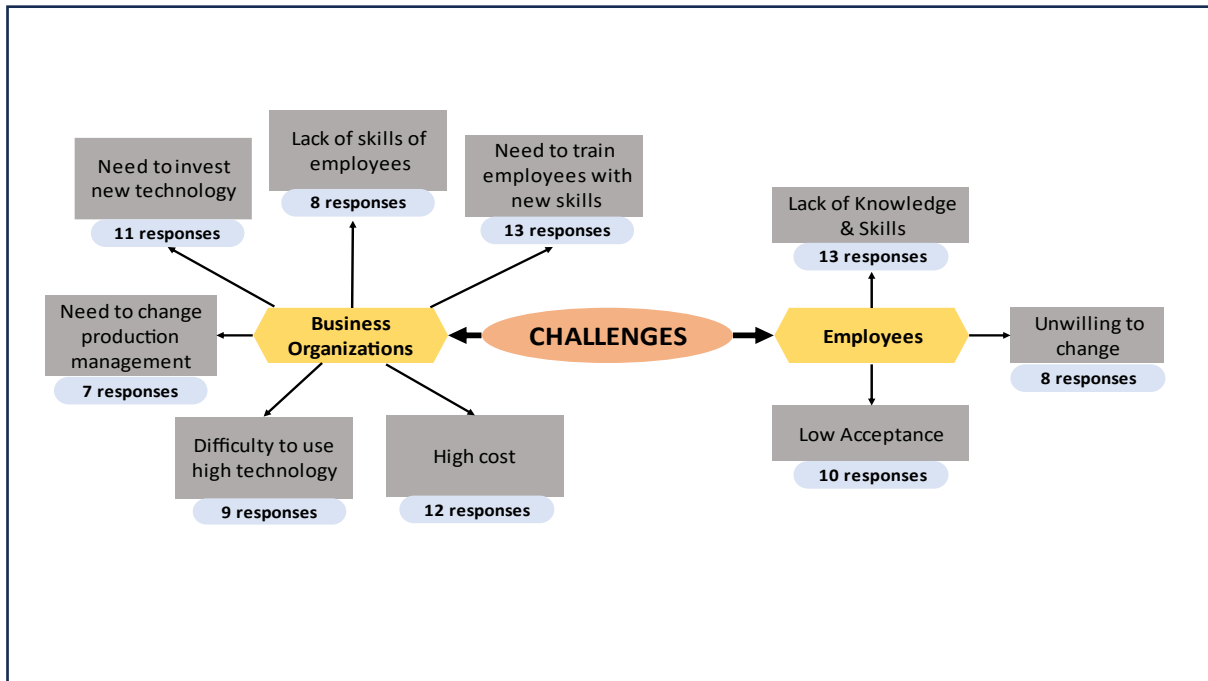 Need to invest
new technology
11 responses
Lack of skills of
employees
8 responses
Need to train
employees with
new skills
13 responses
Need to change
production
management
7 responses
Business
Organizations
Difficulty to use
high technology
9 responses
High cost
12 responses
CHALLENGES
Lack of Knowledge
& Skills
13 responses
Employees
Unwilling to
change
8 responses
Low Acceptance
10 responses